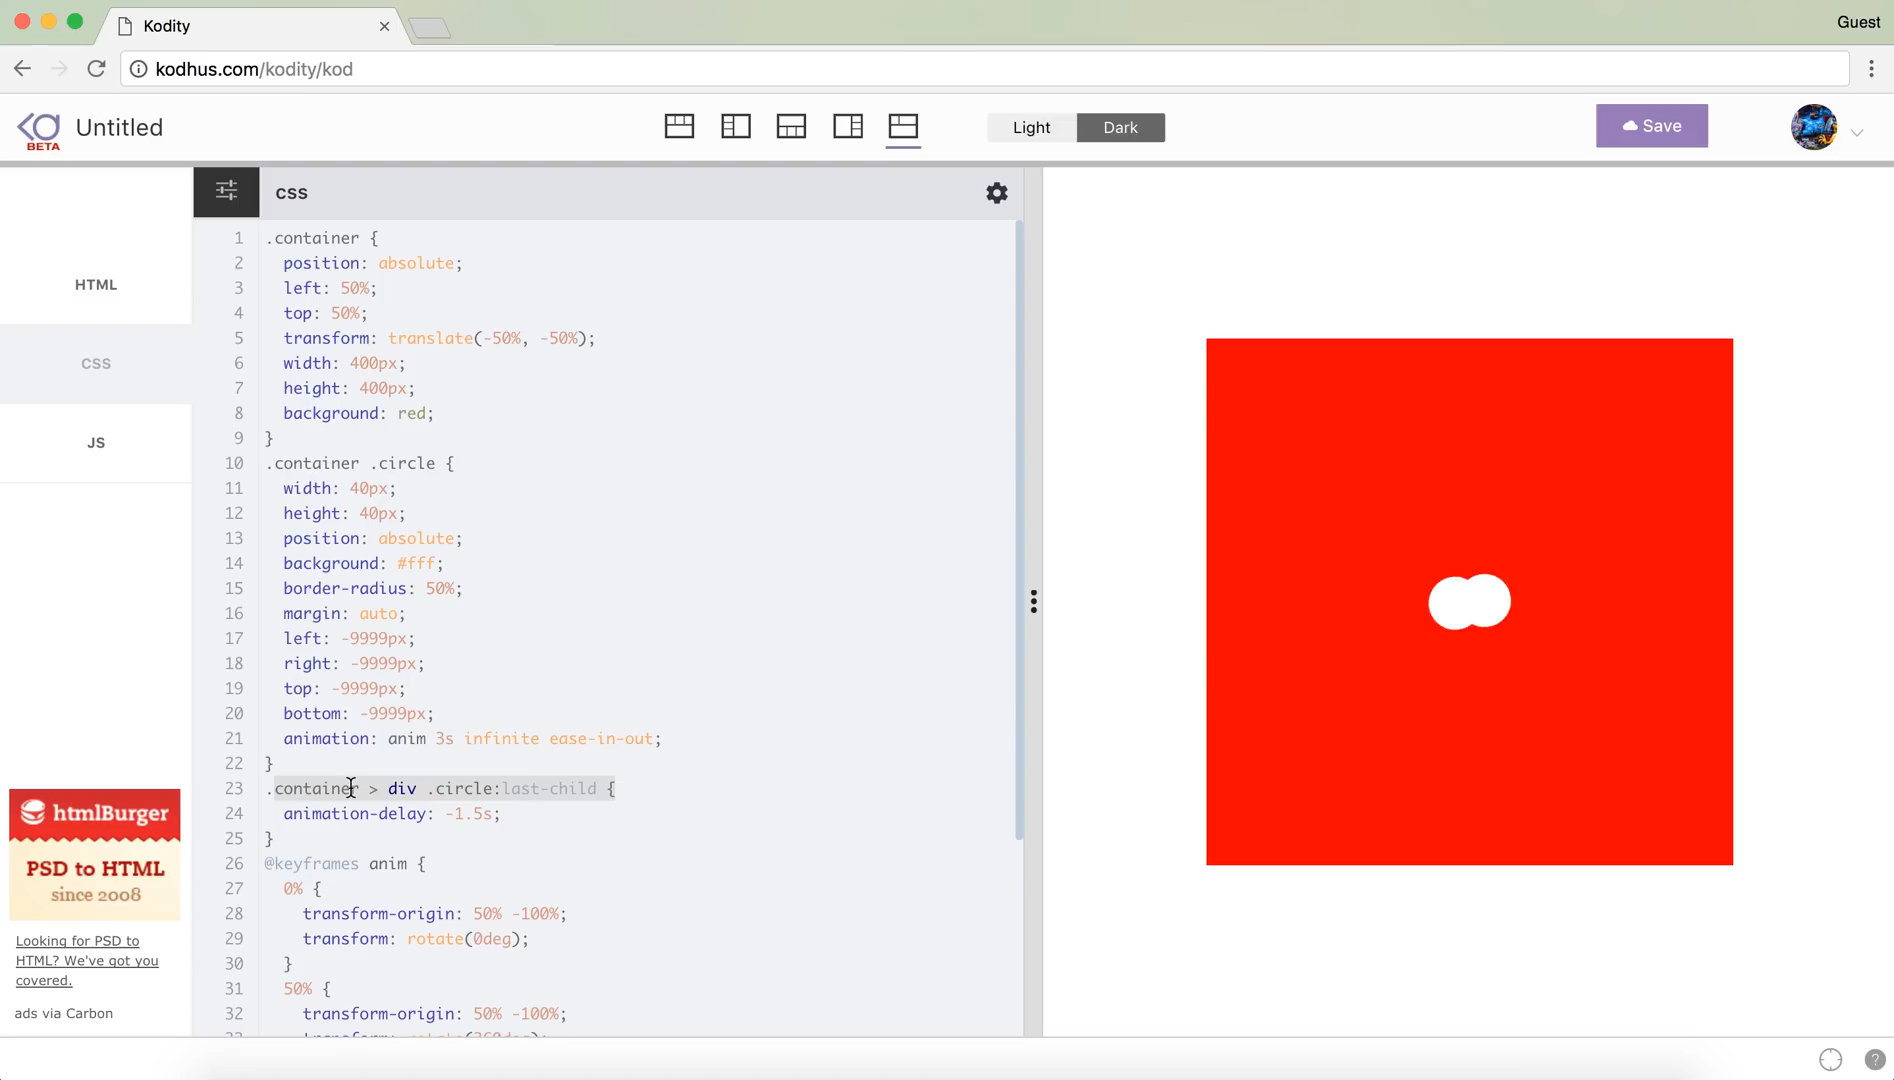 Kodity
Guest
kodhus.com/kodity/kod
BETA
Untitled
Light
Dark
Save
HTML
CSS
JS
CSS
1 .container {
2 position: absolute;
3 left: 50%;
4 top: 50%;
5 transform: translate(-50%, -50%);
6 width: 400px;
7 height: 400px;
8 background: red;
9 }
10 .container .circle {
11 width: 40px;
12 height: 40px;
13 position: absolute;
14 background: #fff;
15 border-radius: 50%;
16 margin: auto;
17 left: -9999px;
18 right: -9999px;
19 top: -9999px;
20 bottom: -9999px;
21 animation: anim 3s infinite ease-in-out;
22 }
23 .container > div .circle:last-child {
24 animation-delay: -1.5s;
25 }
26 @keyframes anim {
27 0% {
28 transform-origin: 50% -100%;
29 transform: rotate(0deg);
30 }
31 50% {
32 transform-origin: 50% -100%;
htmlBurger
PSD to HTML
since 2008
Looking for PSD to
HTML? We've got you
covered.
ads via Carbon
?